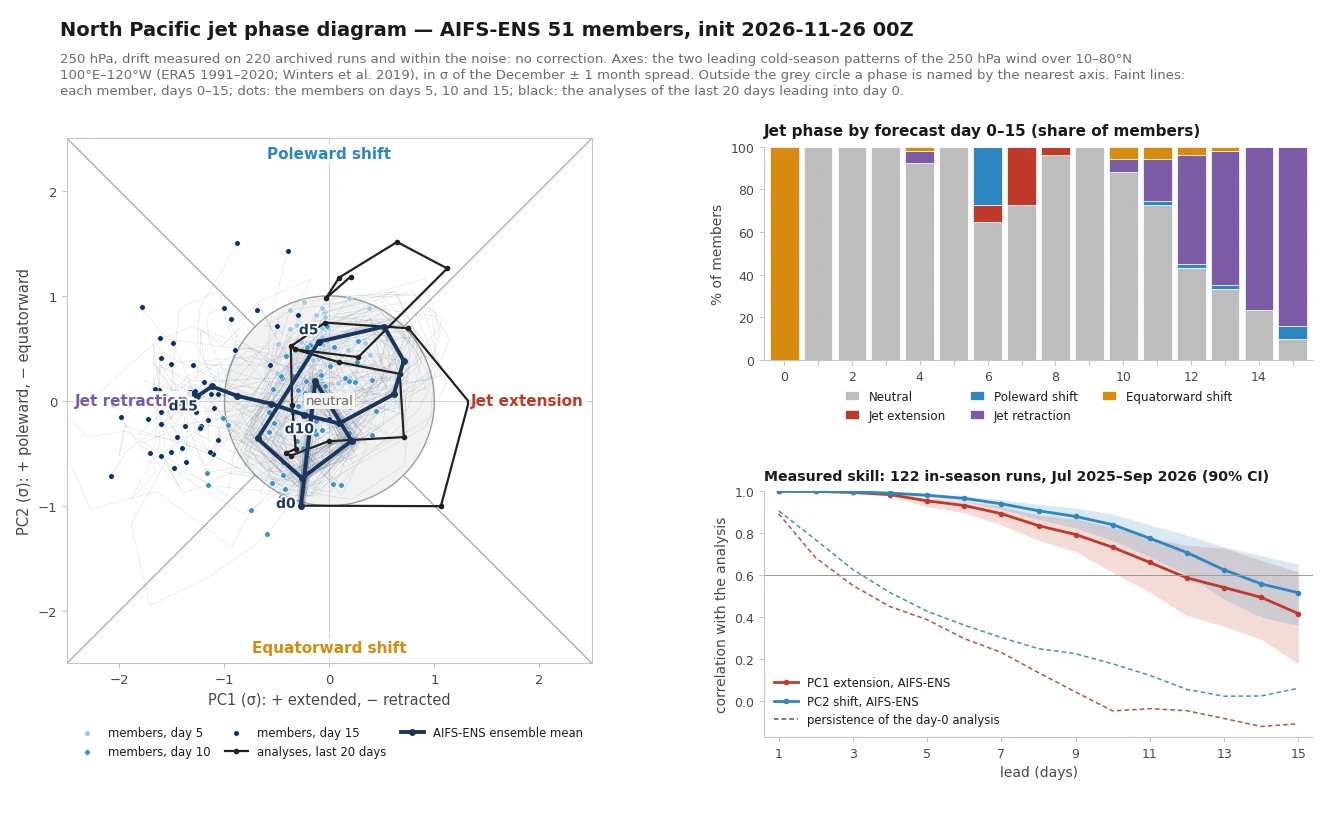 North Pacific jet phase diagram — AIFS-ENS 51 members, init 2026-11-26 00Z
250 hPa, drift measured on 220 archived runs and within the noise: no correction. Axes: the two leading cold-season patterns of the 250 hPa wind over 10–80°N
100°E–120°W (ERA5 1991–2020; Winters et al. 2019), in σ of the December ± 1 month spread. Outside the grey circle a phase is named by the nearest axis. Faint lines:
each member, days 0–15; dots: the members on days 5, 10 and 15; black: the analyses of the last 20 days leading into day 0.
PC2 (σ): + poleward, − equatorward
2
1
0
−1
−2
Poleward shift
d5
Jet retraction
d15
neutral
Jet extension
d10
d0
Equatorward shift
−2 −1 0 1 2
PC1 (σ): + extended, − retracted
members, day 5
members, day 10
members, day 15
analyses, last 20 days
AIFS-ENS ensemble mean
Jet phase by forecast day 0–15 (share of members)
% of members
100
80
60
40
20
0
0 2 4 6 8 10 12 14
Neutral
Jet extension
Poleward shift
Jet retraction
Equatorward shift
Measured skill: 122 in-season runs, Jul 2025–Sep 2026 (90% CI)
correlation with the analysis
1.0
0.8
0.6
0.4
0.2
0.0
PC1 extension, AIFS-ENS
PC2 shift, AIFS-ENS
persistence of the day-0 analysis
1 3 5 7 9 11 13 15
lead (days)